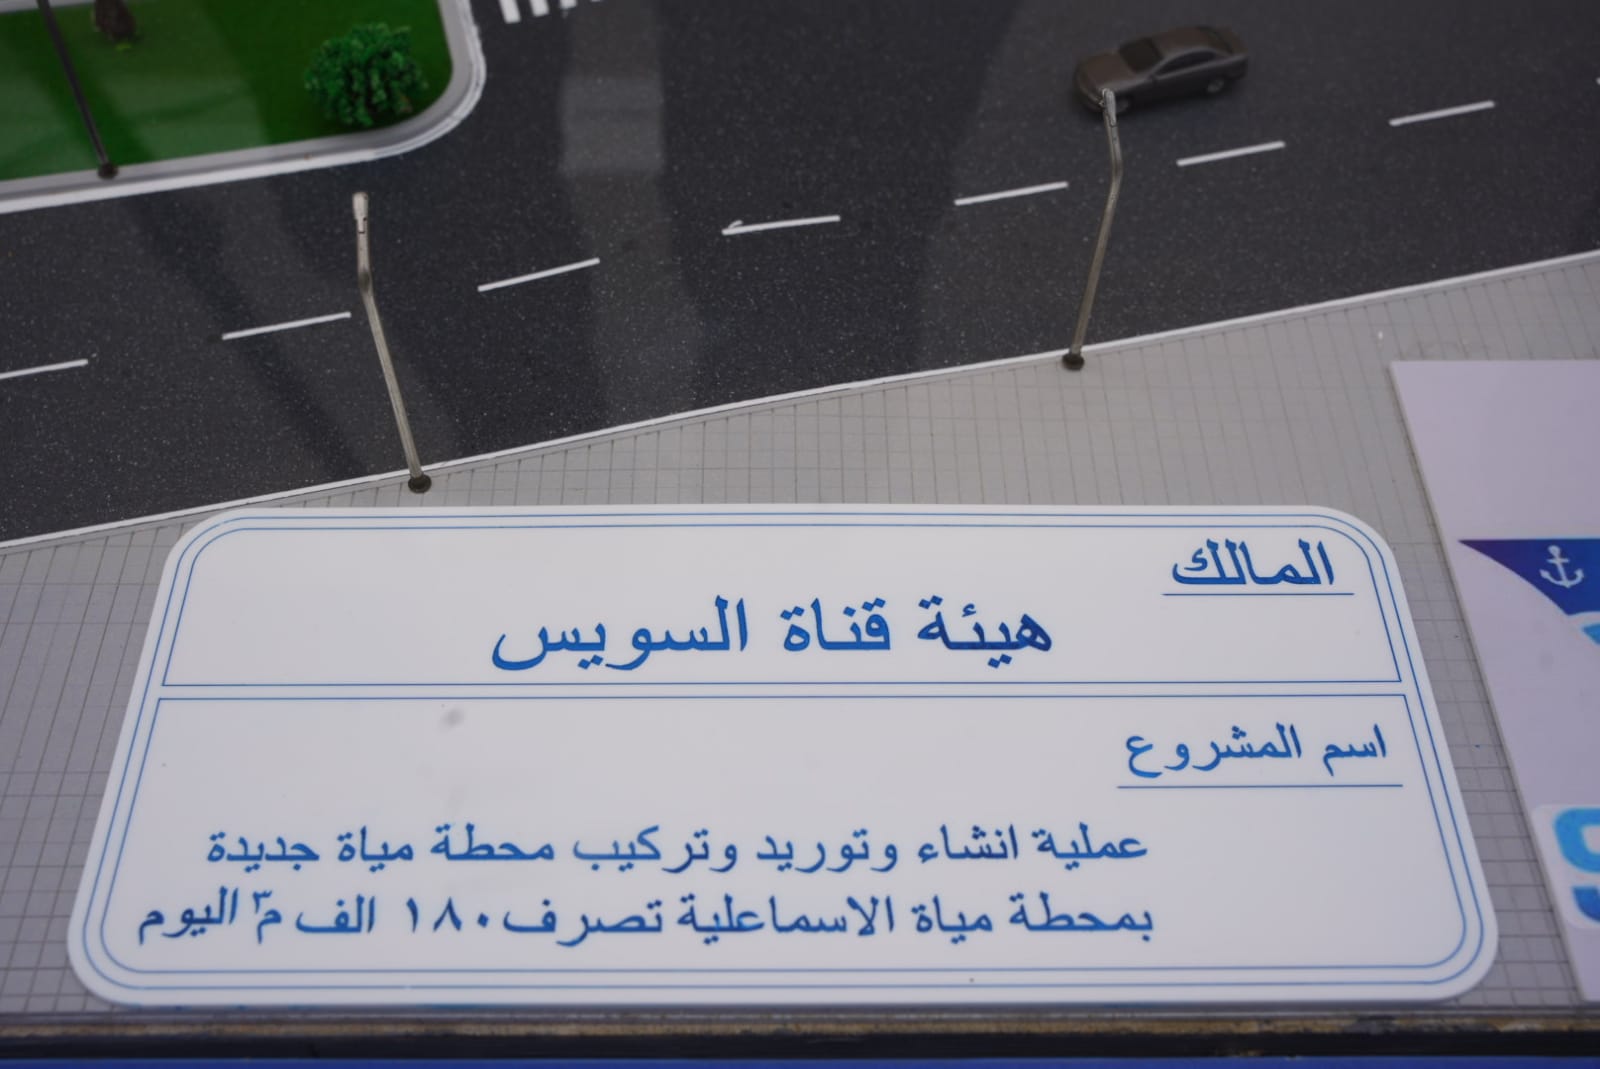 المالك
هيئة قناة السويس
اسم المشروع
عملية انشاء وتوريد وتركيب محطة مياة جديدة
بمحطة مياة الاسماعلية تصرف ١٨٠ الف م٣ اليوم